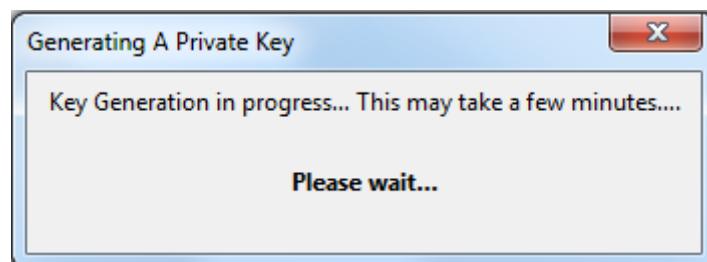 Generating A Private Key
Key Generation in progress... This may take a few minutes....
Please wait...